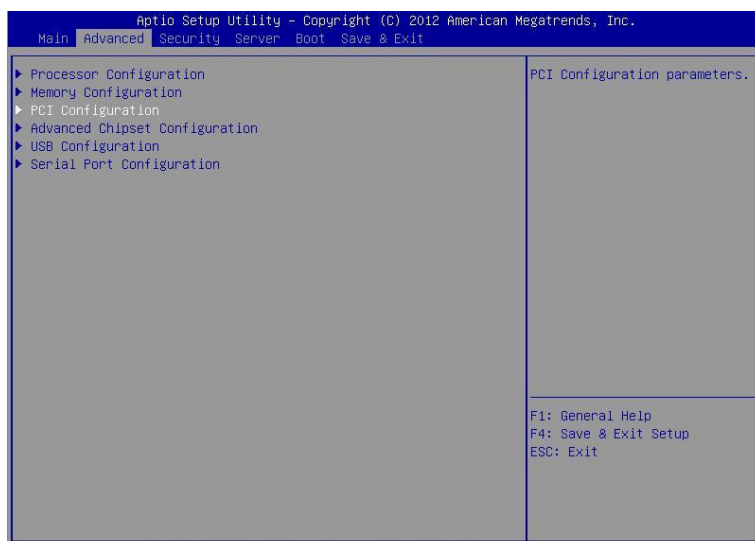 Aptio Setup Utility – Copyright (C) 2012 American Megatrends, Inc.
Main Advanced Security Server Boot Save & Exit
Processor Configuration
Memory Configuration
PCI Configuration
Advanced Chipset Configuration
USB Configuration
Serial Port Configuration
PCI Configuration parameters.
F1: General Help
F4: Save & Exit Setup
ESC: Exit